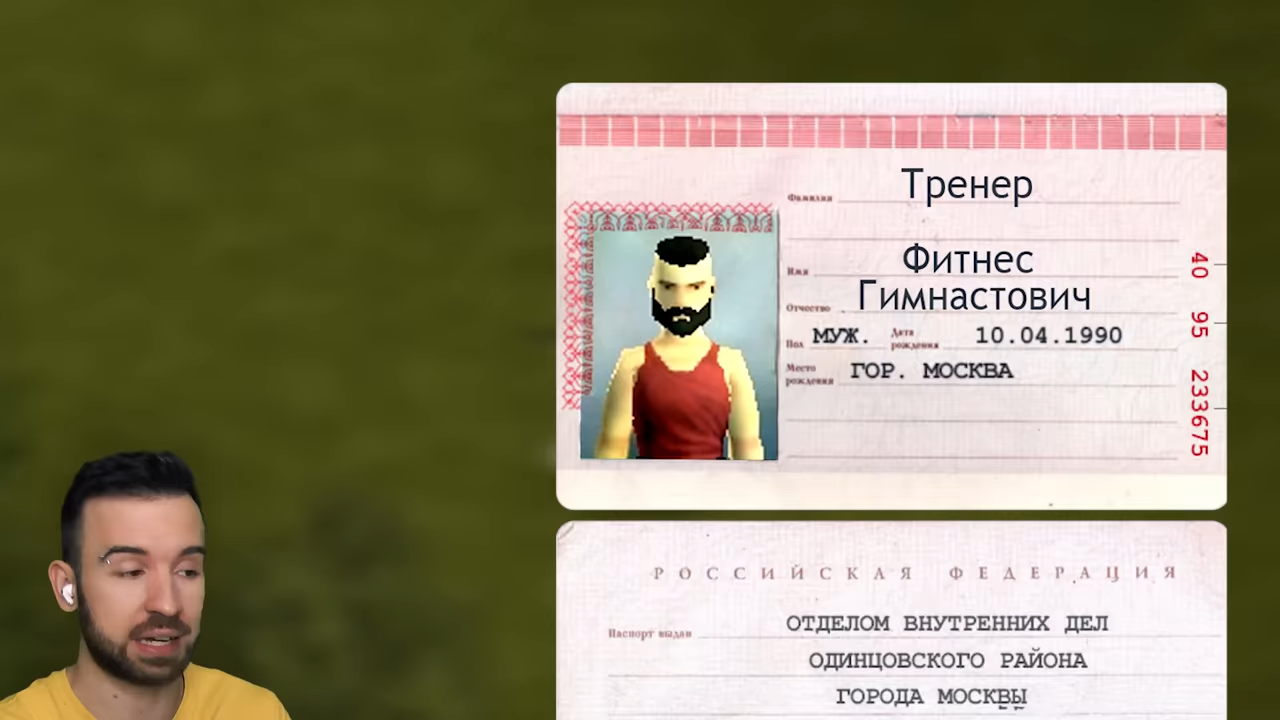 Фамилия Тренер
Имя Фитнес
Отчество Гимнастович
Пол МУЖ. Дата рождения 10.04.1990
Место рождения ГОР. МОСКВА
40 95 233675
РОССИЙСКАЯ ФЕДЕРАЦИЯ
Паспорт выдан ОТДЕЛОМ ВНУТРЕННИХ ДЕЛ
ОДИНЦОВСКОГО РАЙОНА
ГОРОДА МОСКВЫ